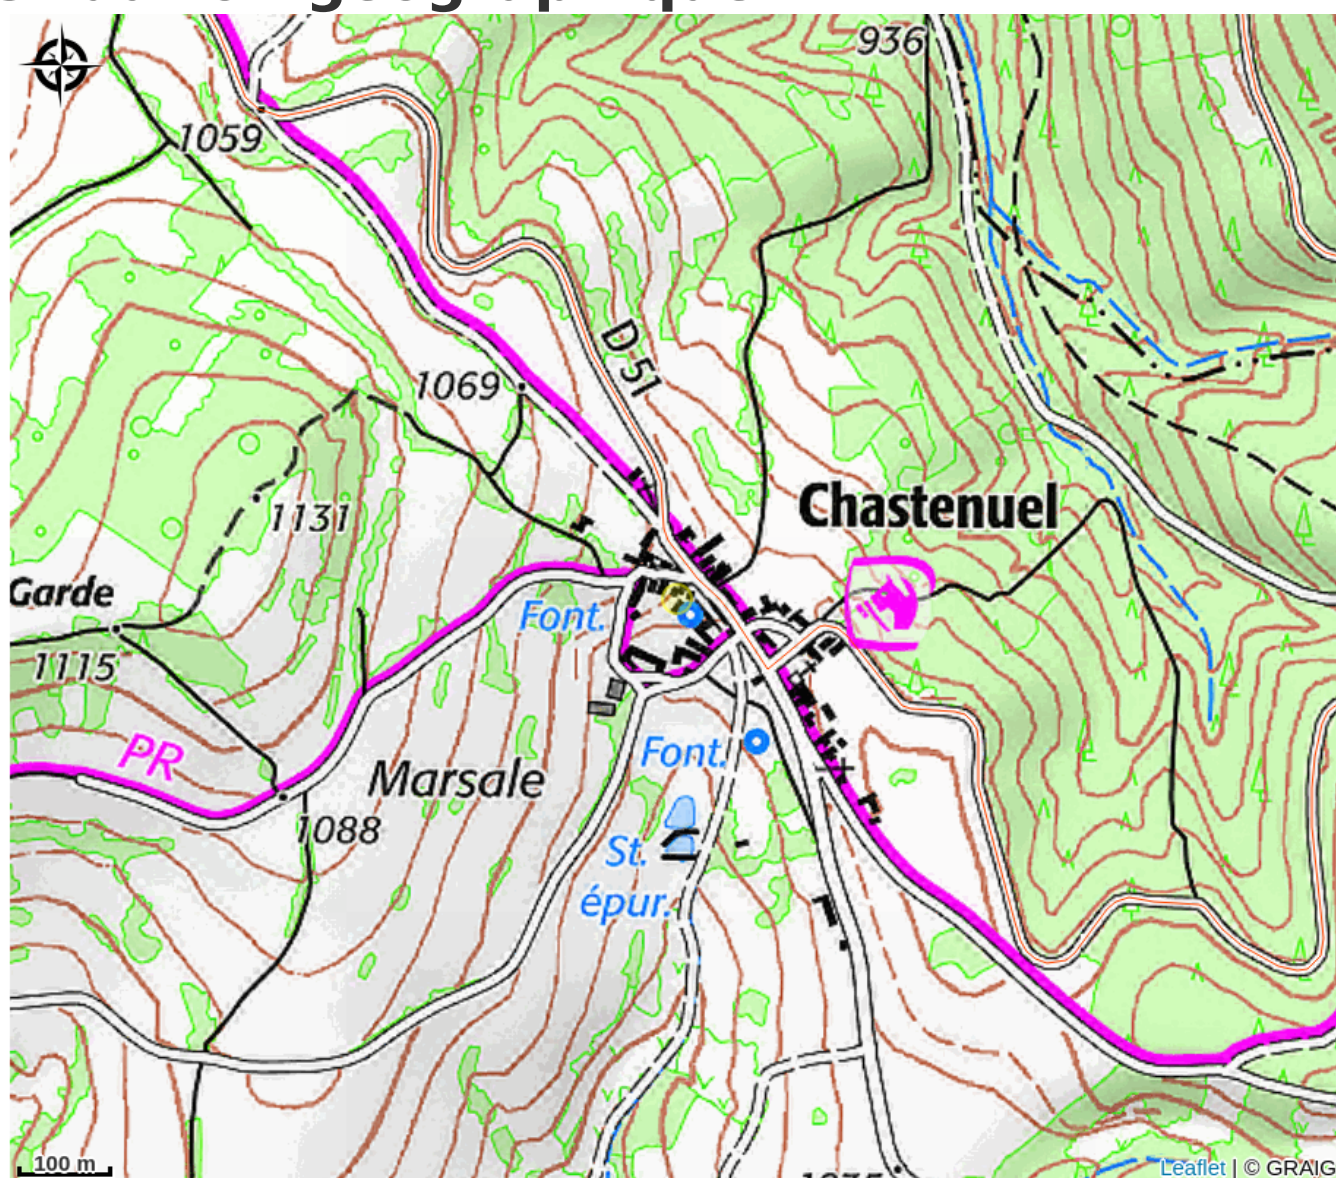 936
1059
D 51
1069
Chastenuel
1131
Garde
Font.
1115
PR
Font.
Marsale
1088
St.
épur.
100 m
Leaflet | © GRAIG